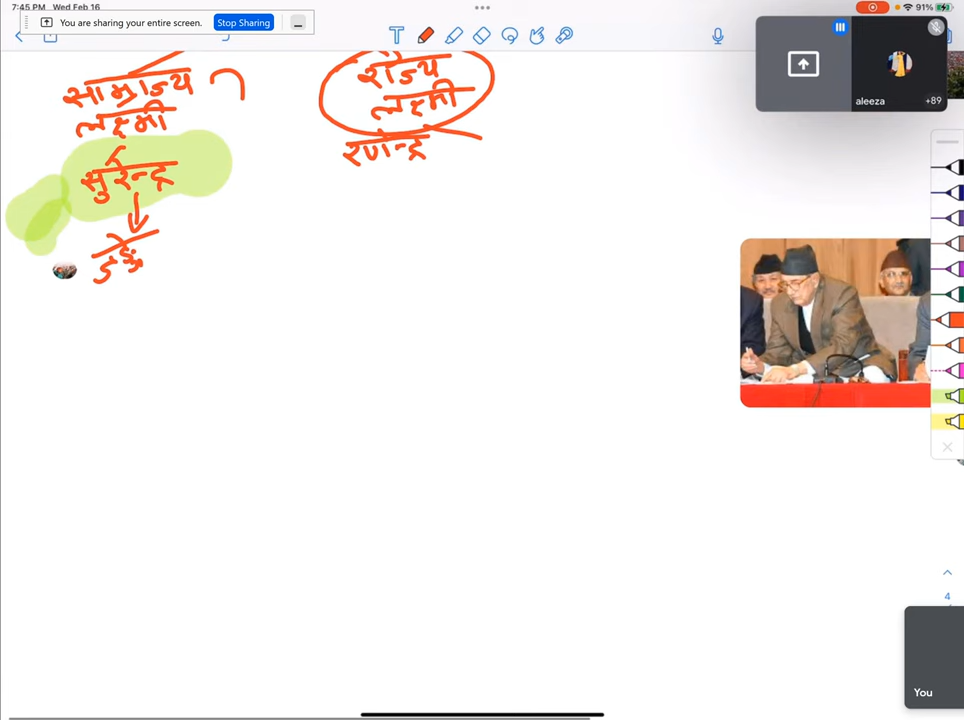 7:45 PM Wed Feb 16
91%
You are sharing your entire screen.
Stop Sharing
साम्राज्य
लक्ष्मी
सुरेन्द्र
राज्य
लक्ष्मी
रणेन्द्र
aleeza
+89
4
You